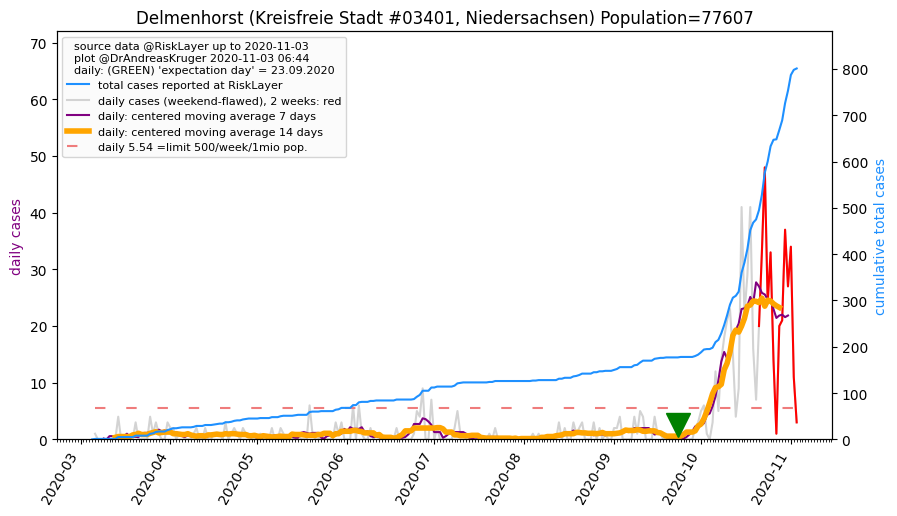 Delmenhorst (Kreisfreie Stadt #03401, Niedersachsen) Population=77607
source data @RiskLayer up to 2020-11-03
plot @DrAndreasKruger 2020-11-03 06:44
daily: (GREEN) 'expectation day' = 23.09.2020
total cases reported at RiskLayer
daily cases (weekend-flawed), 2 weeks: red
daily: centered moving average 7 days
daily: centered moving average 14 days
daily 5.54 =limit 500/week/1mio pop.
daily cases
70
60
50
40
30
20
10
0
cumulative total cases
800
700
600
500
400
300
200
100
0
2020-03
2020-04
2020-05
2020-06
2020-07
2020-08
2020-09
2020-10
2020-11